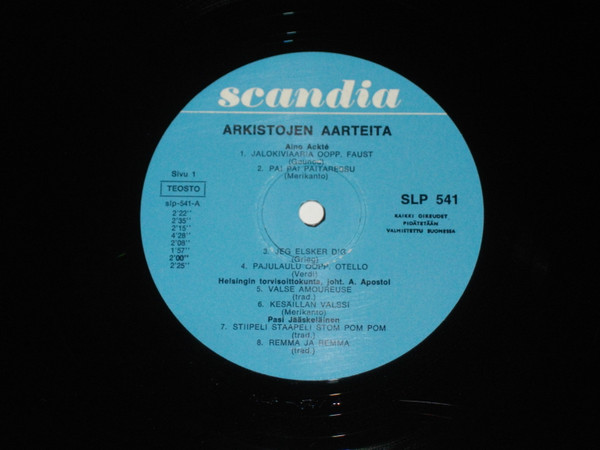 scandia
ARKISTOJEN AARTEITA
Aino Ackté
1. JALOKIVIAARIA OOPP. FAUST
(Gounod)
2. PAI PAI PAITARESSU
(Merikanto)
Sivu 1
TEOSTO
slp-541-A
2'23''
2'35''
2'15''
4'28''
2'08''
1'57''
2'00''
2'25''
SLP 541
KAIKKI OIKEUDET
PIDÄTETÄÄN
VALMISTETTU SUOMESSA
3. JEG ELSKER DIG
(Grieg)
4. PAJULAULU OOPP. OTELLO
(Verdi)
Helsingin torvisoittokunta, joht. A. Apostol
5. VALSE AMOUREUSE
(trad.)
6. KESÄILLAN VALSSI
(Merikanto)
Pasi Jääskeläinen
7. STIIPELI STAAPELI STOM POM POM
(trad.)
8. REMMA JA REMMA
(trad.)